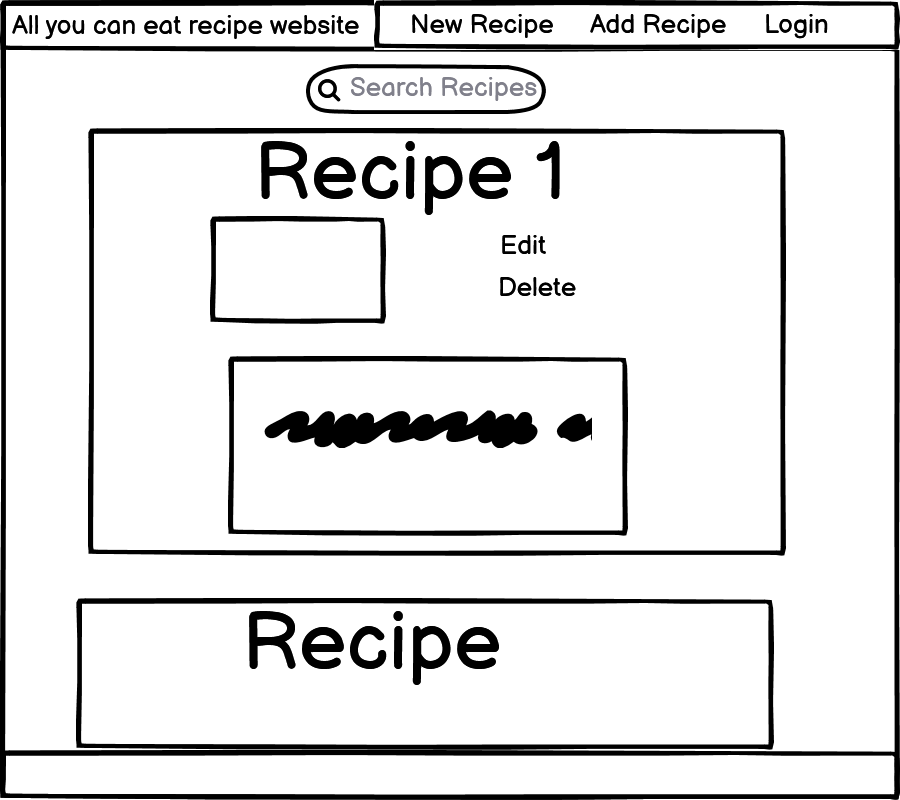 All you can eat recipe website
New Recipe Add Recipe Login
Search Recipes
Recipe 1
Edit
Delete
Recipe